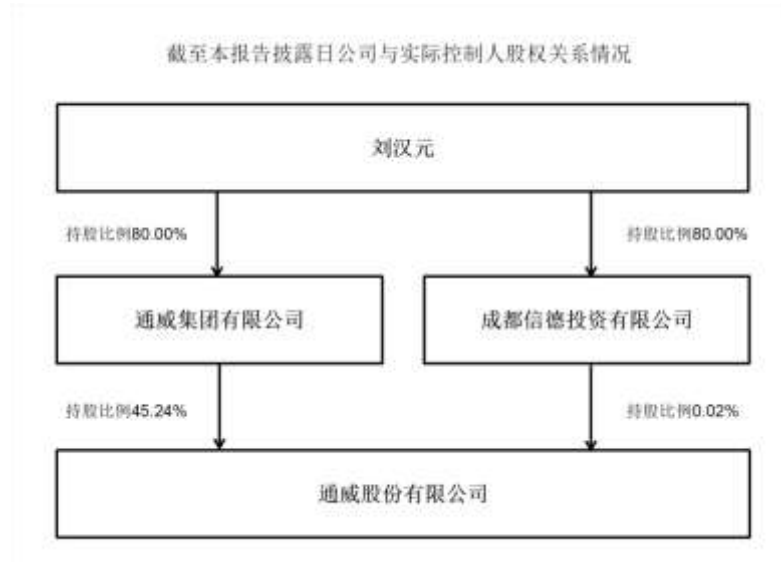 截至本报告披露日公司与实际控制人股权关系情况
刘汉元
持股比例80.00%
持股比例80.00%
通威集团有限公司
成都信德投资有限公司
持股比例45.24%
持股比例0.02%
通威股份有限公司